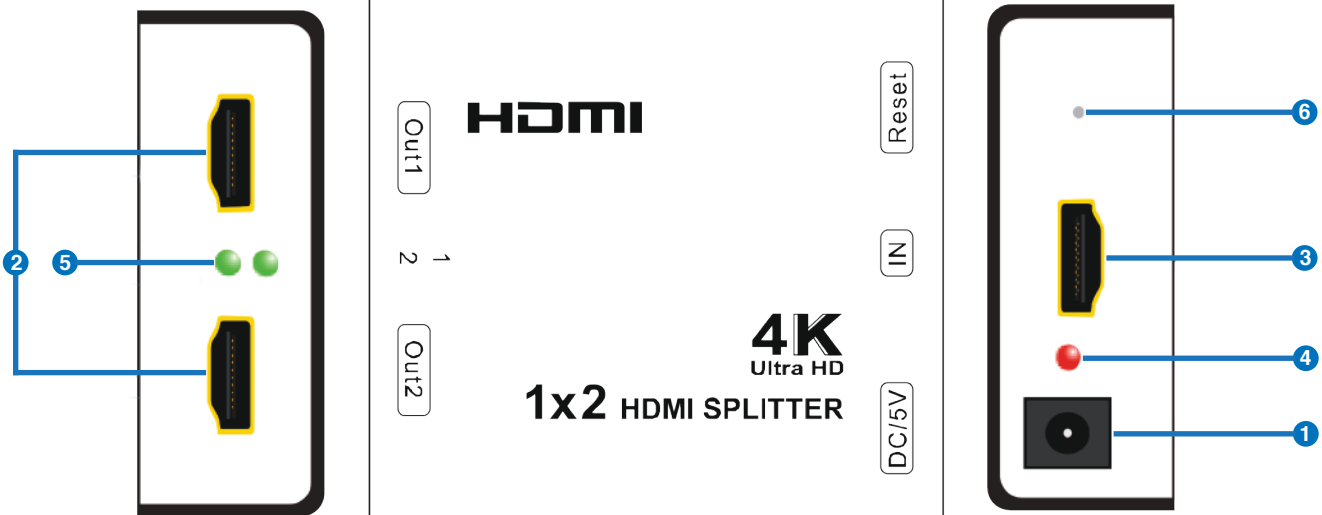 2
5
Out1
1
2
Out2
HDMI
4K
Ultra HD
1x2 HDMI SPLITTER
Reset
IN
DC/5V
6
3
4
1